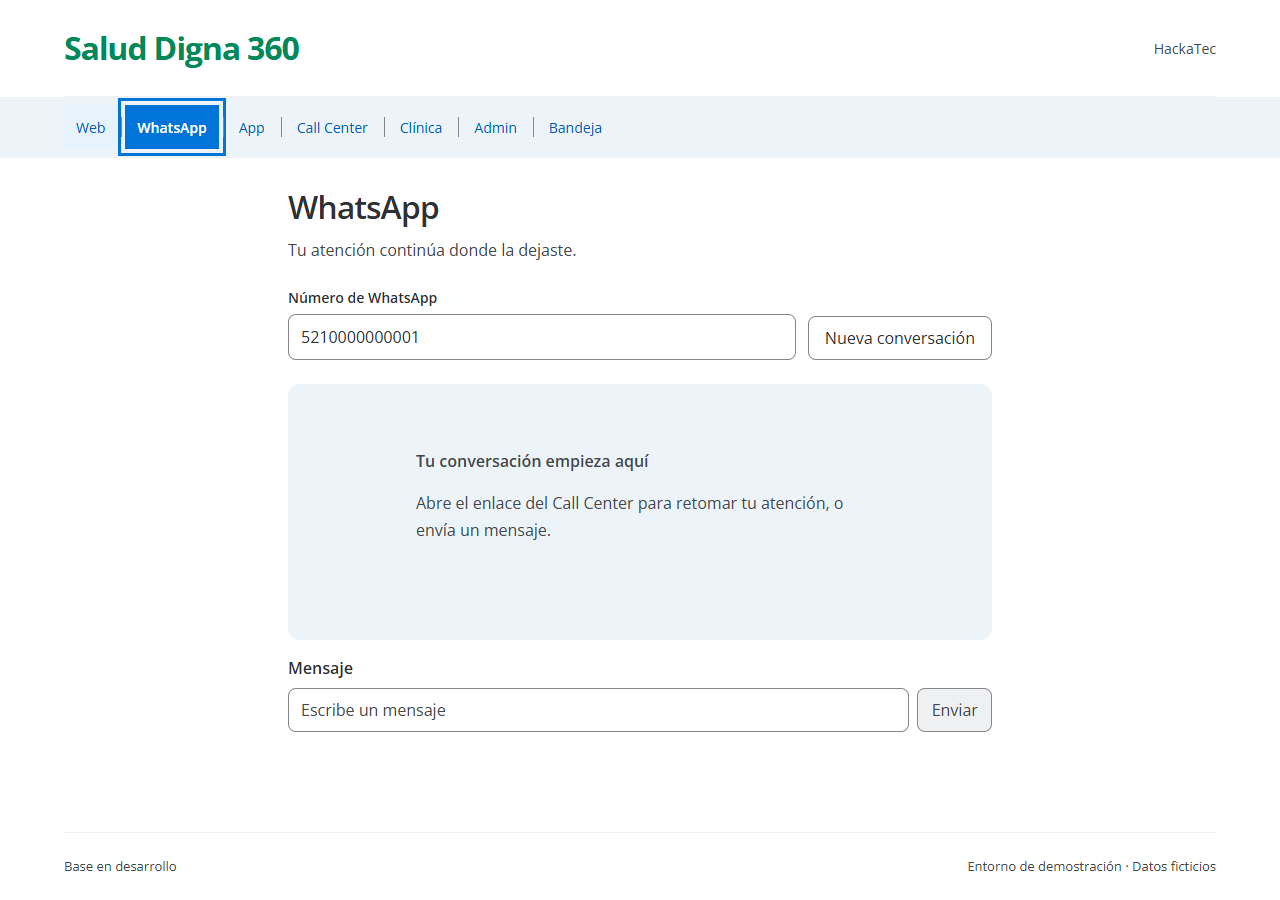 Salud Digna 360
HackaTec
Web
WhatsApp
App
Call Center
Clínica
Admin
Bandeja
WhatsApp
Tu atención continúa donde la dejaste.
Número de WhatsApp
5210000000001
Nueva conversación
Tu conversación empieza aquí
Abre el enlace del Call Center para retomar tu atención, o
envía un mensaje.
Mensaje
Escribe un mensaje
Enviar
Base en desarrollo
Entorno de demostración · Datos ficticios